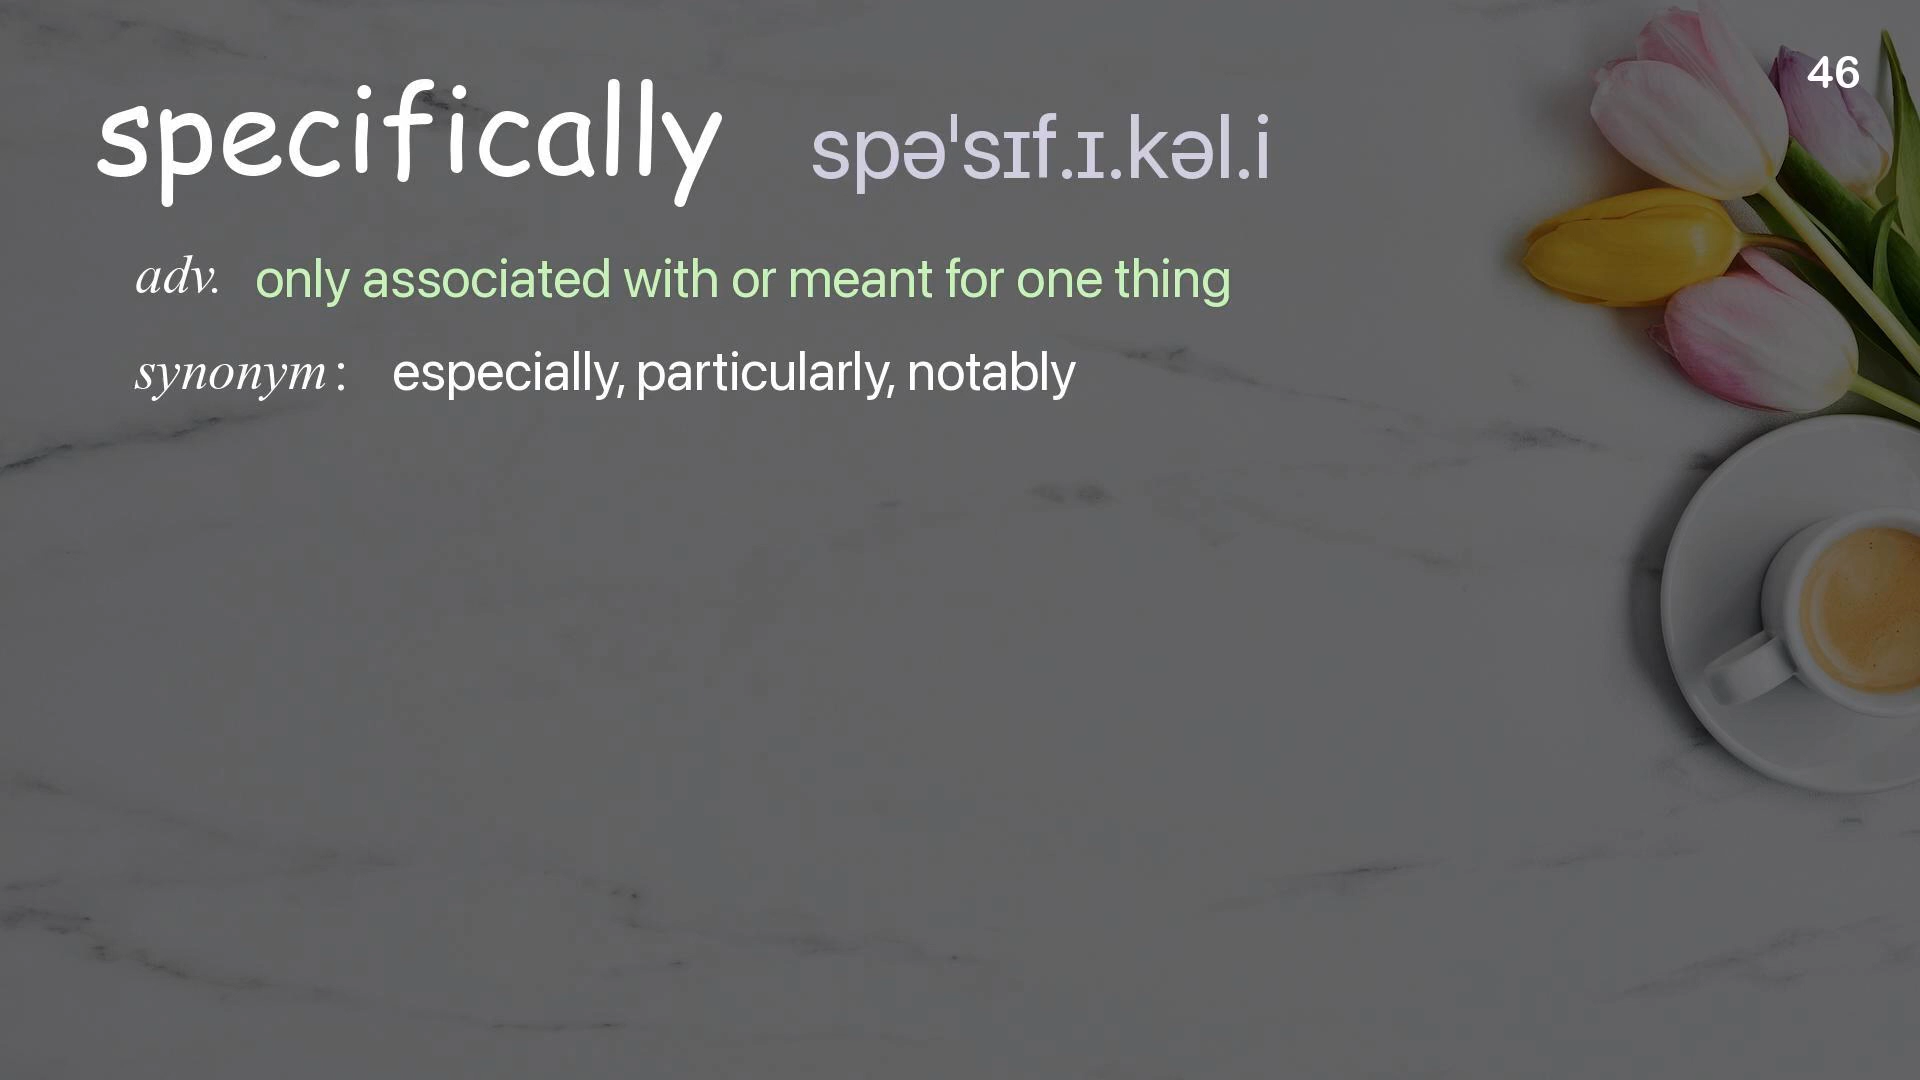 46
specifically spəˈsɪf.ɪ.kəl.i
adv. only associated with or meant for one thing
synonym : especially, particularly, notably